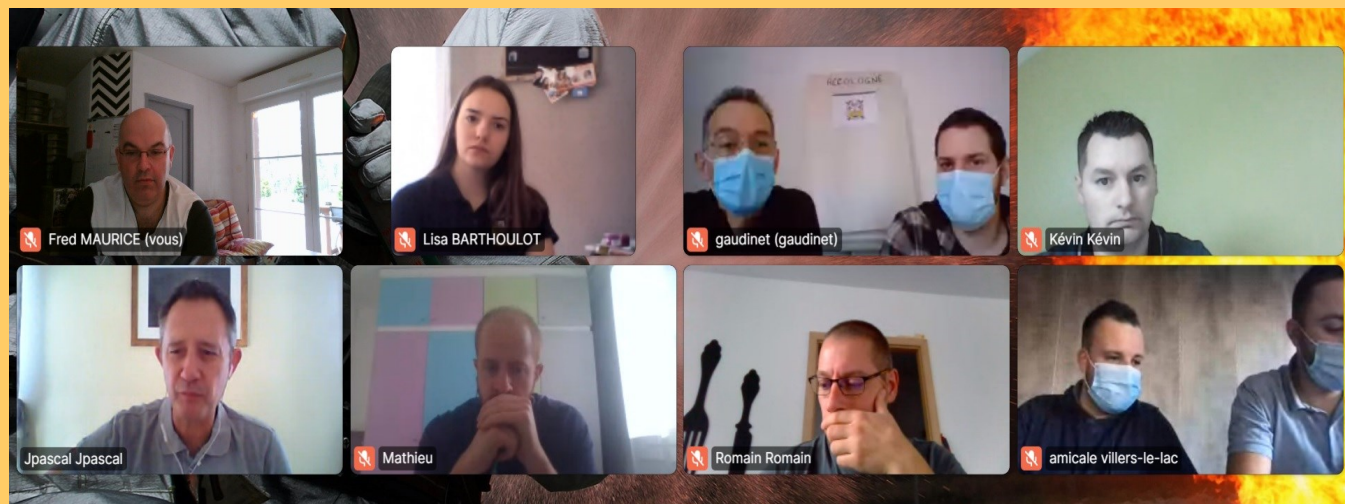 Fred MAURICE (vous)
Lisa BARTHOULOT
gaudinet (gaudinet)
Kévin Kévin
Jpascal Jpascal
Mathieu
Romain Romain
amicale villers-le-lac